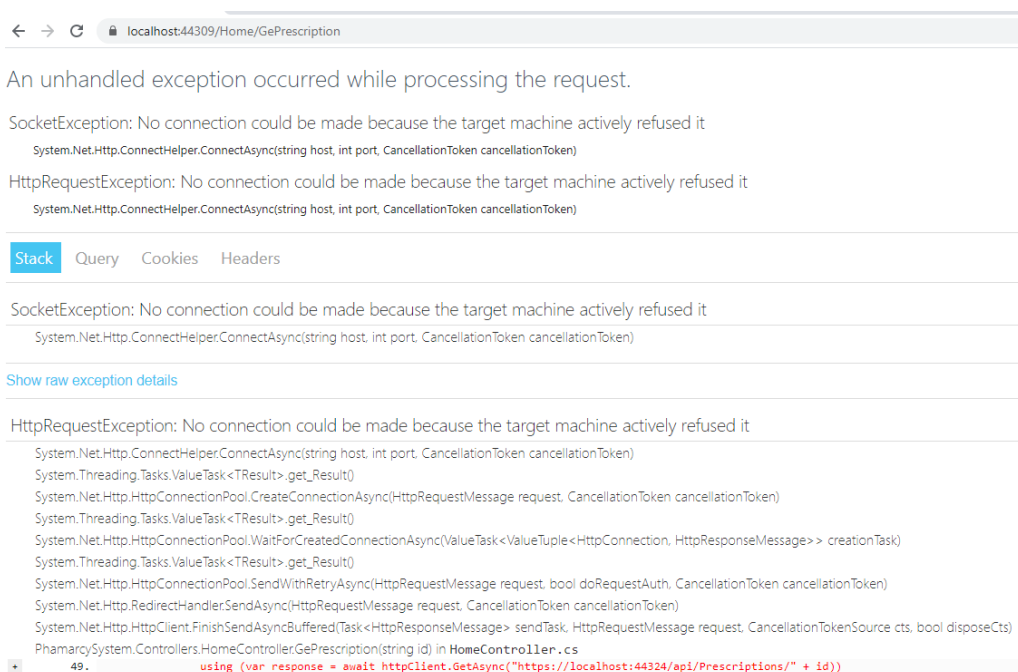 localhost:44309/Home/GePrescription
An unhandled exception occurred while processing the request.
SocketException: No connection could be made because the target machine actively refused it
System.Net.Http.ConnectHelper.ConnectAsync(string host, int port, CancellationToken cancellationToken)
HttpRequestException: No connection could be made because the target machine actively refused it
System.Net.Http.ConnectHelper.ConnectAsync(string host, int port, CancellationToken cancellationToken)
Stack Query Cookies Headers
SocketException: No connection could be made because the target machine actively refused it
System.Net.Http.ConnectHelper.ConnectAsync(string host, int port, CancellationToken cancellationToken)
Show raw exception details
HttpRequestException: No connection could be made because the target machine actively refused it
System.Net.Http.ConnectHelper.ConnectAsync(string host, int port, CancellationToken cancellationToken)
System.Threading.Tasks.ValueTask<TResult>.get_Result()
System.Net.Http.HttpConnectionPool.CreateConnectionAsync(HttpRequestMessage request, CancellationToken cancellationToken)
System.Threading.Tasks.ValueTask<TResult>.get_Result()
System.Net.Http.HttpConnectionPool.WaitForCreatedConnectionAsync(ValueTask<ValueTuple<HttpConnection, HttpResponseMessage>> creationTask)
System.Threading.Tasks.ValueTask<TResult>.get_Result()
System.Net.Http.HttpConnectionPool.SendWithRetryAsync(HttpRequestMessage request, bool doRequestAuth, CancellationToken cancellationToken)
System.Net.Http.RedirectHandler.SendAsync(HttpRequestMessage request, CancellationToken cancellationToken)
System.Net.Http.HttpClient.FinishSendAsyncBuffered(Task<HttpResponseMessage> sendTask, HttpRequestMessage request, CancellationTokenSource cts, bool disposeCts)
PhamarcySystem.Controllers.HomeController.GePrescription(string id) in HomeController.cs
+ 49. using (var response = await httpClient.GetAsync("https://localhost:44324/api/Prescriptions/" + id))